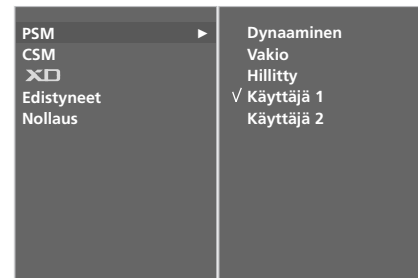 PSM ►
CSM
XD
Edistyneet
Nollaus
Dynaaminen
Vakio
Hillitty
√ Käyttäjä 1
Käyttäjä 2